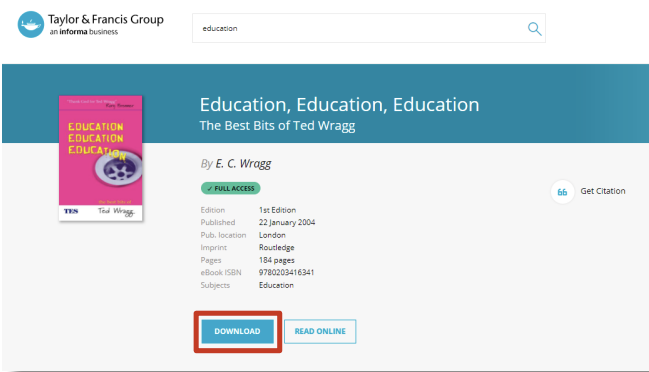 Taylor & Francis Group
an informa business
education
Education, Education, Education
The Best Bits of Ted Wragg
EDUCATION
EDUCATION
EDUCATION
TES Ted Wragg
By E. C. Wragg
✓ FULL ACCESS
Get Citation
Edition 1st Edition
Published 22 January 2004
Pub. location London
Imprint Routledge
Pages 184 pages
eBook ISBN 9780203416341
Subjects Education
DOWNLOAD READ ONLINE